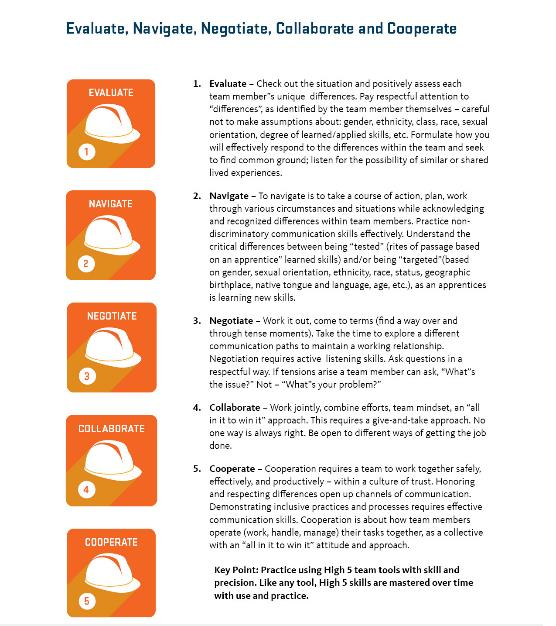 Evaluate, Navigate, Negotiate, Collaborate and Cooperate
EVALUATE
1
1. Evaluate – Check out the situation and positively assess each
team member"s unique differences. Pay respectful attention to
"differences", as identified by the team member themselves – careful
not to make assumptions about: gender, ethnicity, class, race, sexual
orientation, degree of learned/applied skills, etc. Formulate how you
will effectively respond to the differences within the team and seek
to find common ground; listen for the possibility of similar or shared
lived experiences.
NAVIGATE
2
2. Navigate – To navigate is to take a course of action, plan, work
through various circumstances and situations while acknowledging
and recognized differences within team members. Practice non-
discriminatory communication skills effectively. Understand the
critical differences between being "tested" (rites of passage based
on an apprentice" learned skills) and/or being "targeted"(based
on gender, sexual orientation, ethnicity, race, status, geographic
birthplace, native tongue and language, age, etc.), as an apprentices
is learning new skills.
NEGOTIATE
3
3. Negotiate – Work it out, come to terms (find a way over and
through tense moments). Take the time to explore a different
communication paths to maintain a working relationship.
Negotiation requires active listening skills. Ask questions in a
respectful way. If tensions arise a team member can ask, "What"s
the issue?" Not – "What"s your problem?"
COLLABORATE
4
4. Collaborate – Work jointly, combine efforts, team mindset, an "all
in it to win it" approach. This requires a give-and-take approach. No
one way is always right. Be open to different ways of getting the job
done.
COOPERATE
5
5. Cooperate – Cooperation requires a team to work together safely,
effectively, and productively – within a culture of trust. Honoring
and respecting differences open up channels of communication.
Demonstrating inclusive practices and processes requires effective
communication skills. Cooperation is about how team members
operate (work, handle, manage) their tasks together, as a collective
with an "all in it to win it" attitude and approach.
Key Point: Practice using High 5 team tools with skill and
precision. Like any tool, High 5 skills are mastered over time
with use and practice.